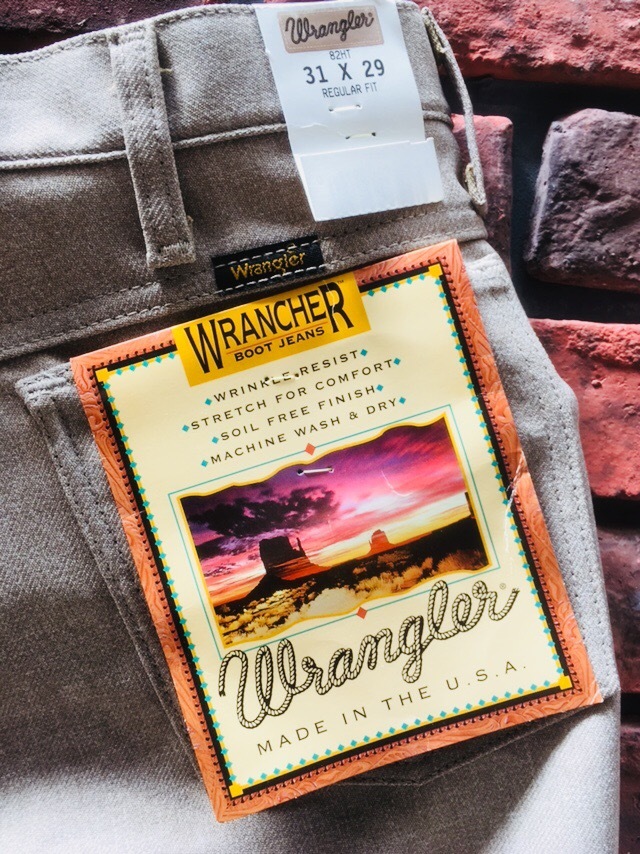 Wrangler
82HT
31 X 29
REGULAR FIT
Wrangler
WRANCHER™
BOOT JEANS
WRINKLE RESIST
STRETCH FOR COMFORT
SOIL FREE FINISH
MACHINE WASH & DRY
Wrangler®
MADE IN THE U.S.A.